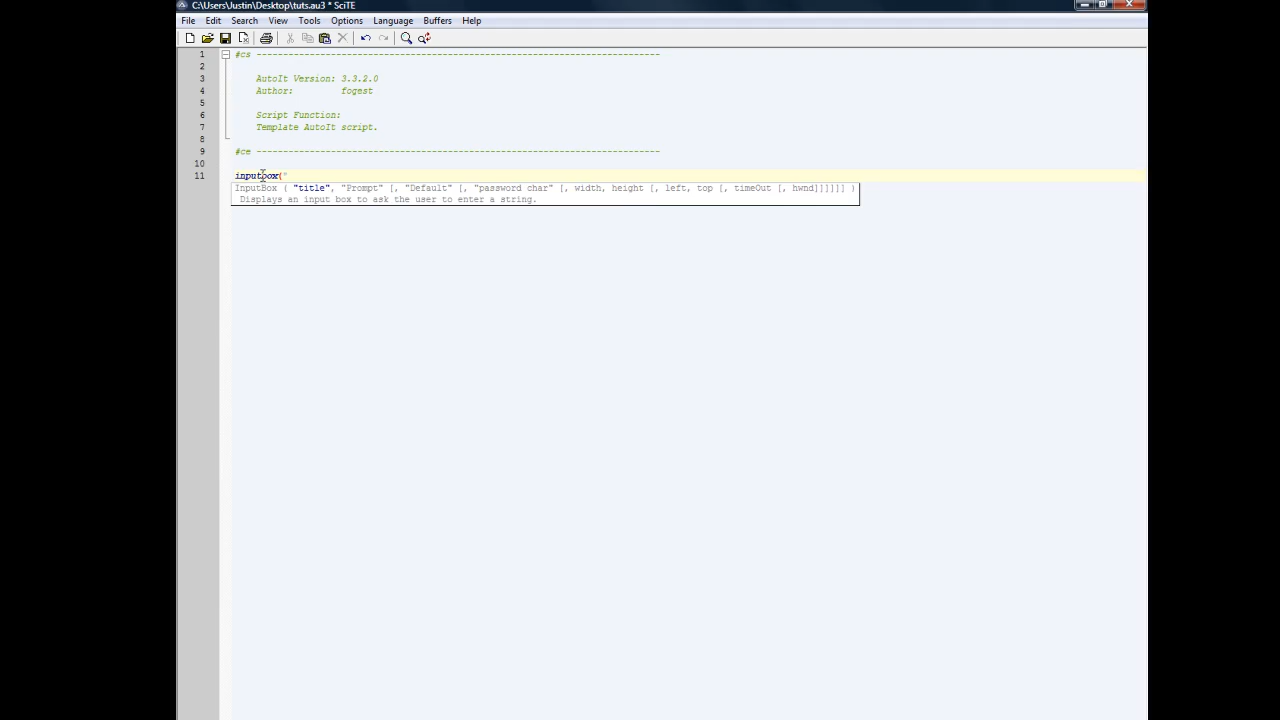 C:\Users\Justin\Desktop\tuts.au3 * SciTE
File Edit Search View Tools Options Language Buffers Help
1 #cs ----------------------------------------------------------------------------
2
3 AutoIt Version: 3.3.2.0
4 Author: fogest
5
6 Script Function:
7 Template AutoIt script.
8
9 #ce ----------------------------------------------------------------------------
10
11 inputbox("
InputBox ( "title", "Prompt" [, "Default" [, "password char" [, width, height [, left, top [, timeOut [, hwnd]]]]]] )
Displays an input box to ask the user to enter a string.